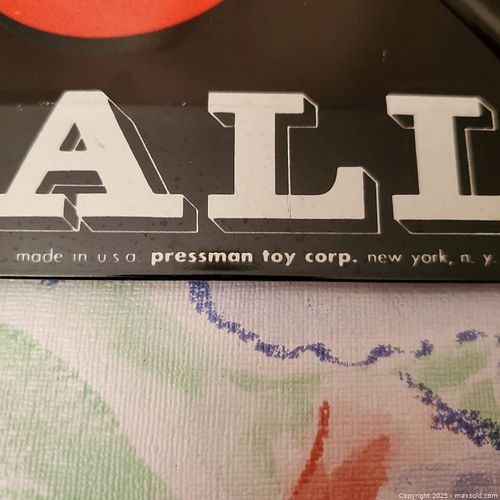 ALL
made in u s a. pressman toy corp. new york, n. y.
Copyright 2025 - maxsold.com